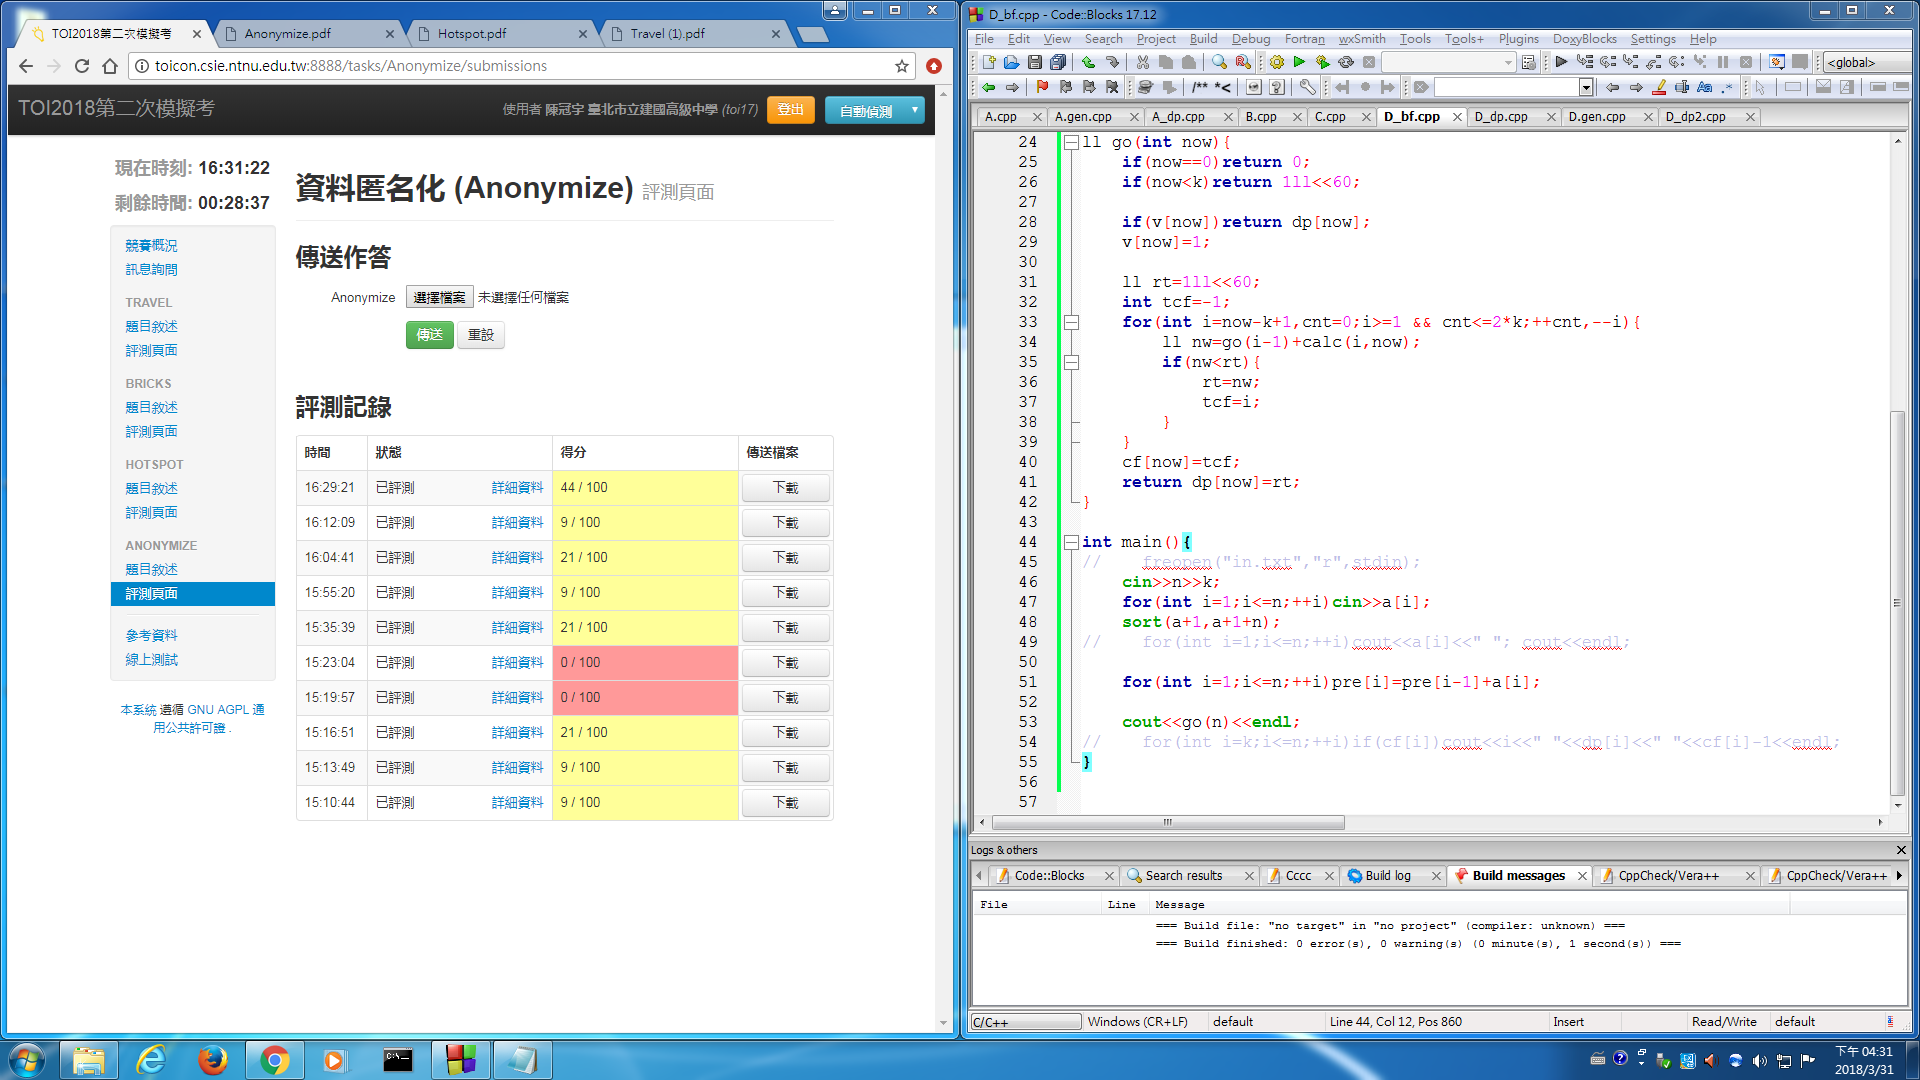 TOI2018第二次模擬考
Anonymize.pdf
Hotspot.pdf
Travel (1).pdf
toicon.csie.ntnu.edu.tw:8888/tasks/Anonymize/submissions
TOI2018第二次模擬考
使用者 陳冠宇 臺北市立建國高級中學 (toi17)
登出
自動偵測
現在時刻: 16:31:22
剩餘時間: 00:28:37
競賽概況
訊息詢問
TRAVEL
題目敘述
評測頁面
BRICKS
題目敘述
評測頁面
HOTSPOT
題目敘述
評測頁面
ANONYMIZE
題目敘述
評測頁面
參考資料
線上測試
本系統 遵循 GNU AGPL 通
用公共許可證 .
資料匿名化 (Anonymize) 評測頁面
傳送作答
Anonymize 選擇檔案 未選擇任何檔案
傳送 重設
評測記錄
時間 狀態 得分 傳送檔案
16:29:21 已評測 詳細資料 44 / 100 下載
16:12:09 已評測 詳細資料 9 / 100 下載
16:04:41 已評測 詳細資料 21 / 100 下載
15:55:20 已評測 詳細資料 9 / 100 下載
15:35:39 已評測 詳細資料 21 / 100 下載
15:23:04 已評測 詳細資料 0 / 100 下載
15:19:57 已評測 詳細資料 0 / 100 下載
15:16:51 已評測 詳細資料 21 / 100 下載
15:13:49 已評測 詳細資料 9 / 100 下載
15:10:44 已評測 詳細資料 9 / 100 下載
D_bf.cpp - Code::Blocks 17.12
File Edit View Search Project Build Debug Fortran wxSmith Tools Tools+ Plugins DoxyBlocks Settings Help
<global>
/** *<
A.cpp A.gen.cpp A_dp.cpp B.cpp C.cpp D_bf.cpp D_dp.cpp D.gen.cpp D_dp2.cpp
24 ll go(int now){
25 if(now==0)return 0;
26 if(now<k)return 1ll<<60;
27
28 if(v[now])return dp[now];
29 v[now]=1;
30
31 ll rt=1ll<<60;
32 int tcf=-1;
33 for(int i=now-k+1,cnt=0;i>=1 && cnt<=2*k;++cnt,--i){
34 ll nw=go(i-1)+calc(i,now);
35 if(nw<rt){
36 rt=nw;
37 tcf=i;
38 }
39 }
40 cf[now]=tcf;
41 return dp[now]=rt;
42 }
43
44 int main(){
45 // freopen("in.txt","r",stdin);
46 cin>>n>>k;
47 for(int i=1;i<=n;++i)cin>>a[i];
48 sort(a+1,a+1+n);
49 // for(int i=1;i<=n;++i)cout<<a[i]<<" "; cout<<endl;
50
51 for(int i=1;i<=n;++i)pre[i]=pre[i-1]+a[i];
52
53 cout<<go(n)<<endl;
54 // for(int i=k;i<=n;++i)if(cf[i])cout<<i<<" "<<dp[i]<<" "<<cf[i]-1<<endl;
55 }
56
57
Logs & others
Code::Blocks Search results Cccc Build log Build messages CppCheck/Vera++ CppCheck/Vera++
File Line Message
=== Build file: "no target" in "no project" (compiler: unknown) ===
=== Build finished: 0 error(s), 0 warning(s) (0 minute(s), 1 second(s)) ===
C/C++ Windows (CR+LF) default Line 44, Col 12, Pos 860 Insert Read/Write default
下午 04:31
2018/3/31